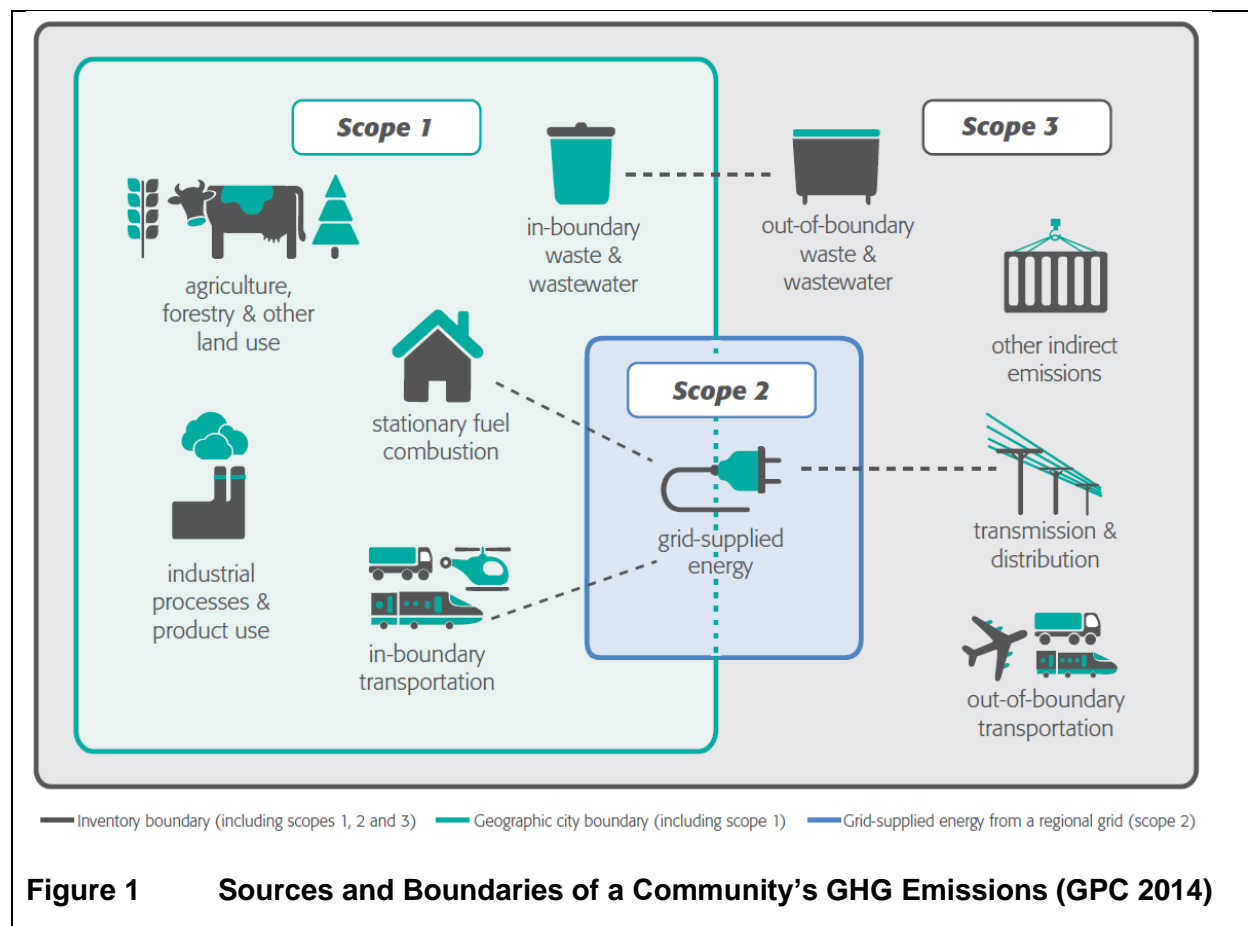 Scope 1
Scope 3
in-boundary
waste &
wastewater
out-of-boundary
waste &
wastewater
agriculture,
forestry & other
land use
other indirect
emissions
Scope 2
stationary fuel
combustion
grid-supplied
energy
transmission &
distribution
industrial
processes &
product use
in-boundary
transportation
out-of-boundary
transportation
Inventory boundary (including scopes 1, 2 and 3) Geographic city boundary (including scope 1) Grid-supplied energy from a regional grid (scope 2)
Figure 1 Sources and Boundaries of a Community's GHG Emissions (GPC 2014)